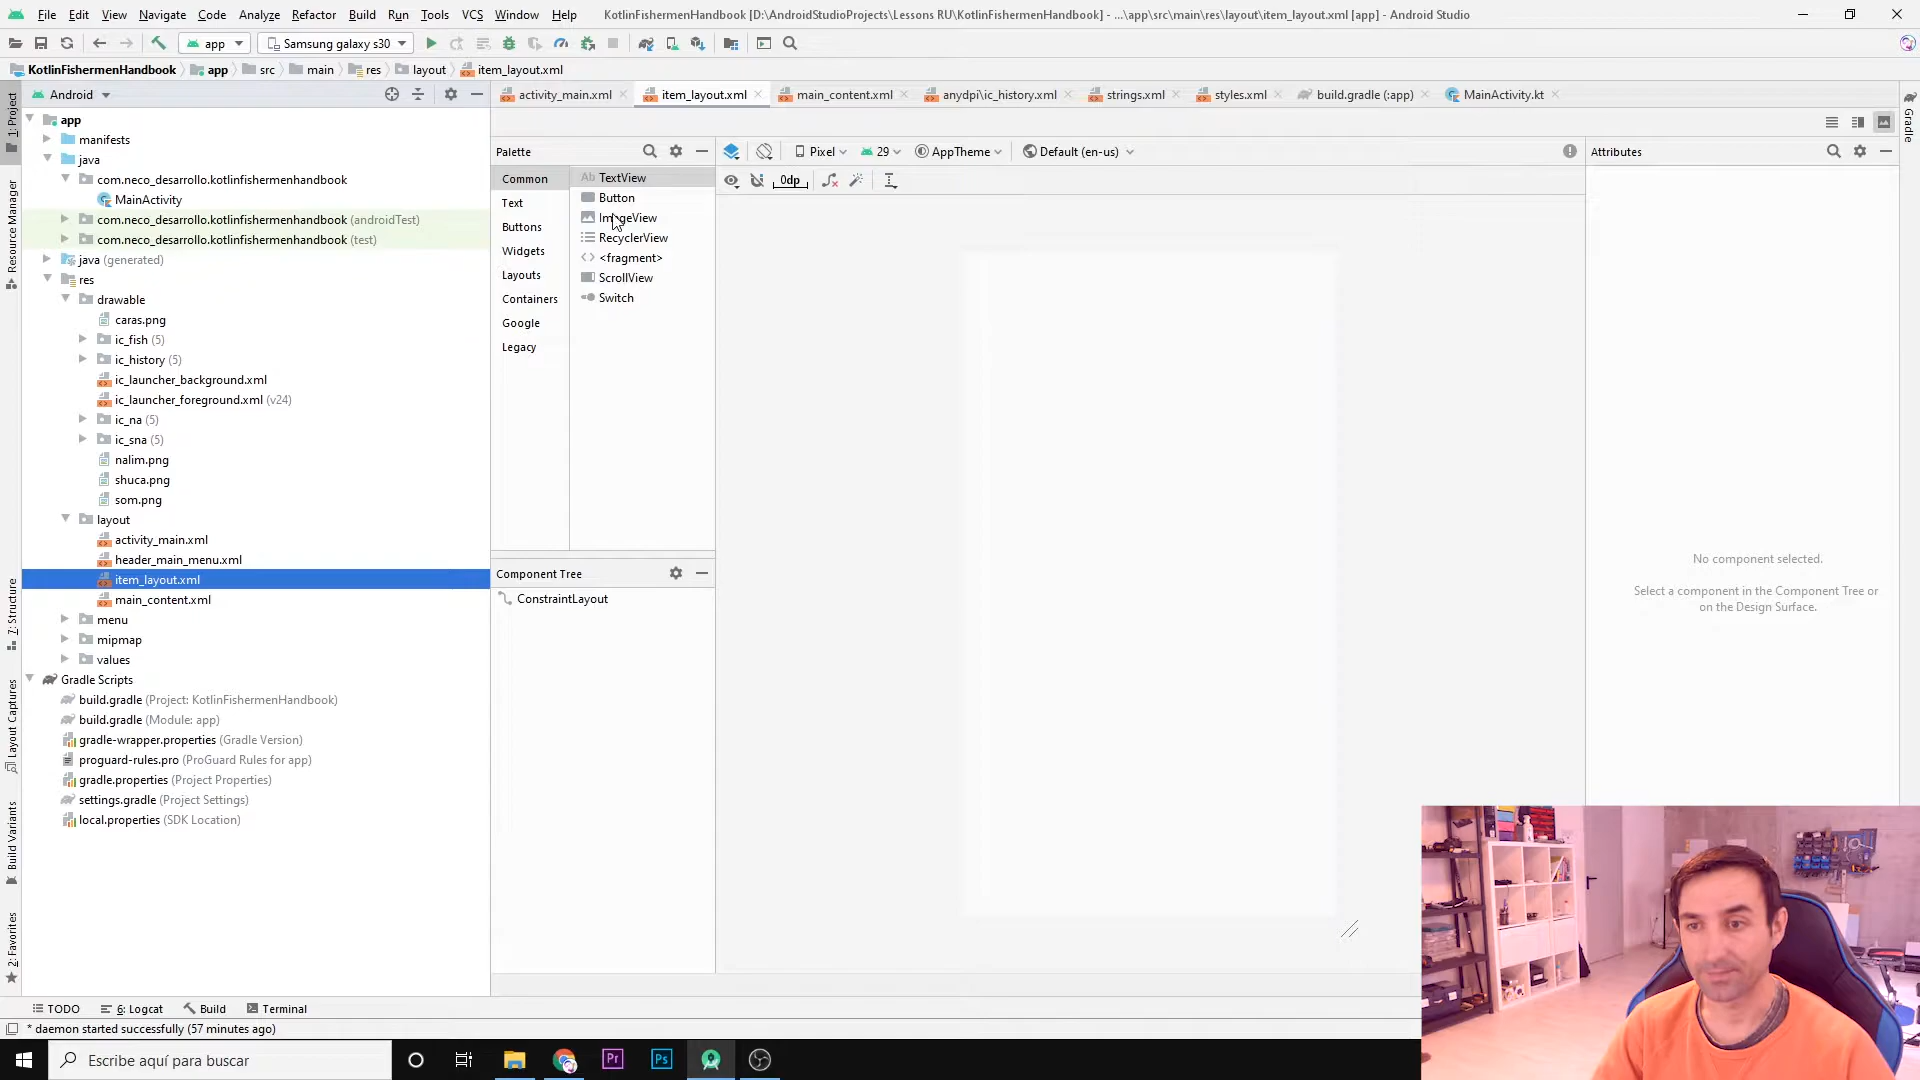 File Edit View Navigate Code Analyze Refactor Build Run Tools VCS Window Help KotlinFishermenHandbook [D:\AndroidStudioProjects\Lessons RU\KotlinFishermenHandbook] - ...\app\src\main\res\layout\item_layout.xml [app] - Android Studio
app Samsung galaxy s30
KotlinFishermenHandbook app src main res layout item_layout.xml
Android
activity_main.xml item_layout.xml main_content.xml anydpi\ic_history.xml strings.xml styles.xml build.gradle (:app) MainActivity.kt
1: Project
Resource Manager
7: Structure
Layout Captures
Build Variants
2: Favorites
Gradle
app
manifests
java
com.neco_desarrollo.kotlinfishermenhandbook
MainActivity
com.neco_desarrollo.kotlinfishermenhandbook (androidTest)
com.neco_desarrollo.kotlinfishermenhandbook (test)
java (generated)
res
drawable
caras.png
ic_fish (5)
ic_history (5)
ic_launcher_background.xml
ic_launcher_foreground.xml (v24)
ic_na (5)
ic_sna (5)
nalim.png
shuca.png
som.png
layout
activity_main.xml
header_main_menu.xml
item_layout.xml
main_content.xml
menu
mipmap
values
Gradle Scripts
build.gradle (Project: KotlinFishermenHandbook)
build.gradle (Module: app)
gradle-wrapper.properties (Gradle Version)
proguard-rules.pro (ProGuard Rules for app)
gradle.properties (Project Properties)
settings.gradle (Project Settings)
local.properties (SDK Location)
Palette
Common
Text
Buttons
Widgets
Layouts
Containers
Google
Legacy
Ab TextView
Button
ImageView
RecyclerView
<fragment>
ScrollView
Switch
Component Tree
ConstraintLayout
Pixel 29 AppTheme Default (en-us)
0dp
Attributes
No component selected.
Select a component in the Component Tree or
on the Design Surface.
TODO 6: Logcat Build Terminal
* daemon started successfully (57 minutes ago)
Escribe aquí para buscar
Pr Ps